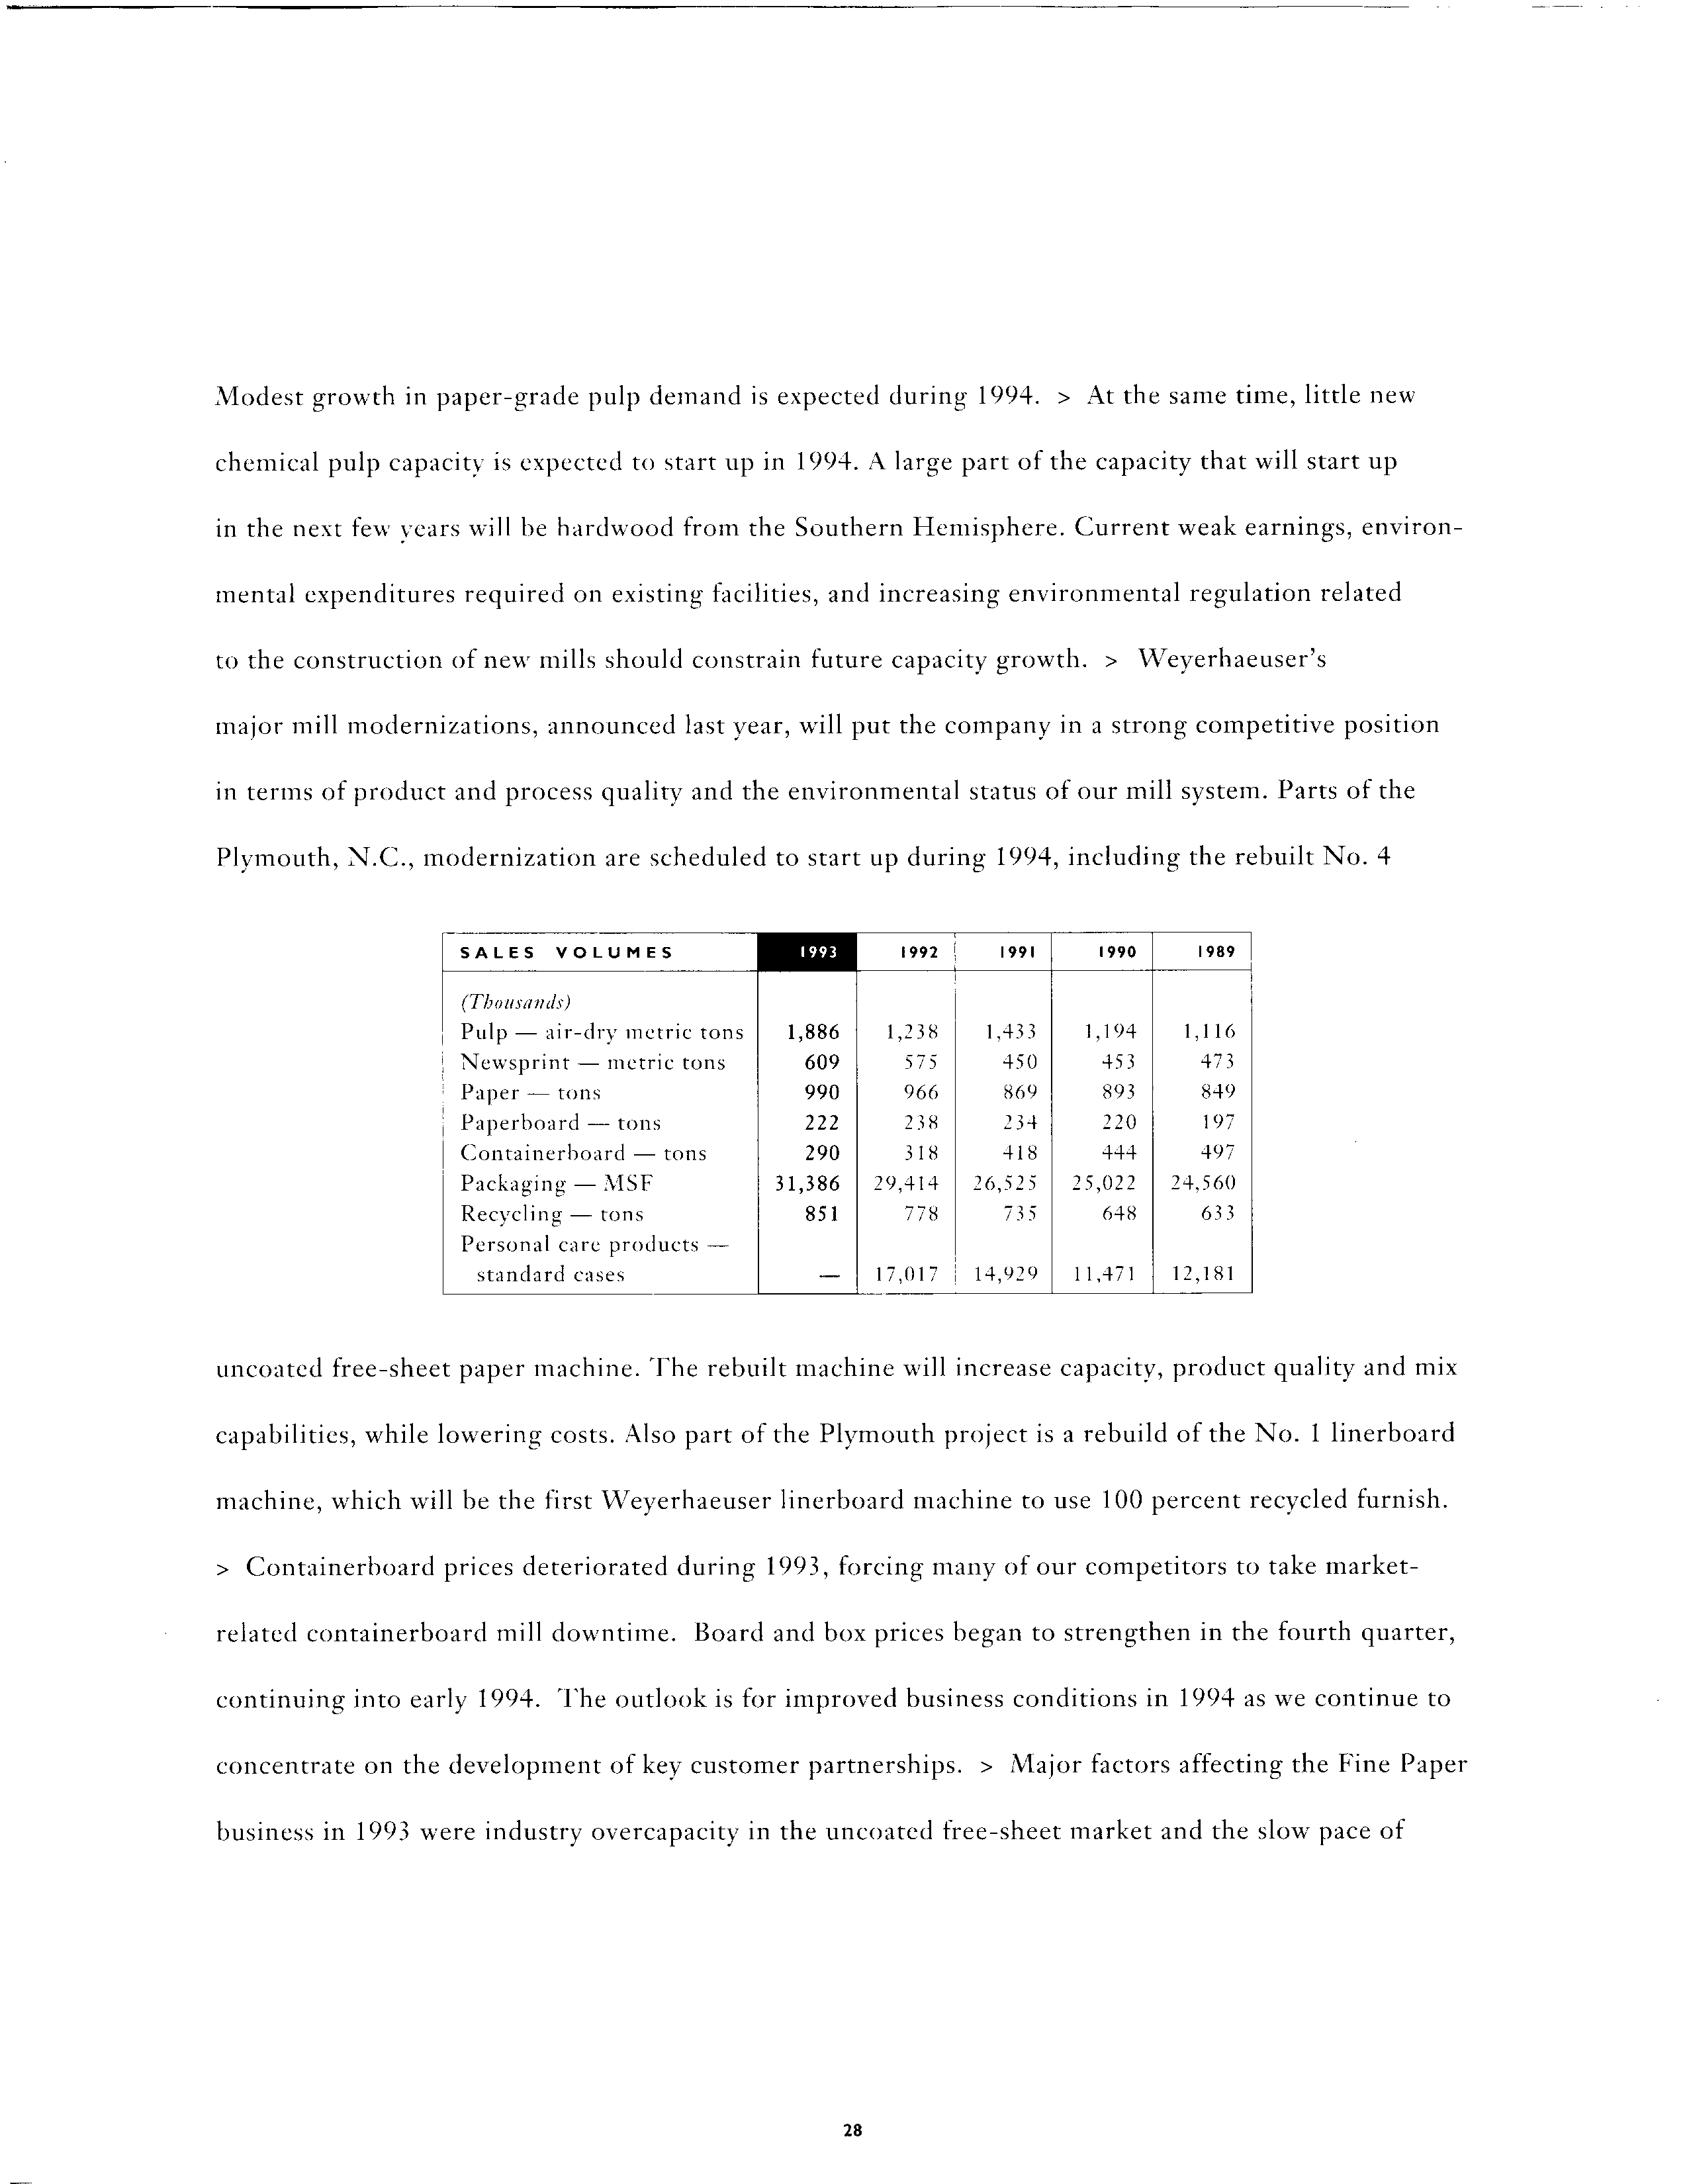 Modest growth in paper-grade pulp demand is expected during 1994. > At the same time, little new
chemical pulp capacity is expected to start up in 1994. A large part of the capacity that will start up
in the next few years will be hardwood from the Southern Hemisphere. Current weak earnings, environ-
mental expenditures required on existing facilities, and increasing environmental regulation related
to the construction of new mills should constrain future capacity growth. > Weyerhaeuser's
major mill modernizations, announced last year, will put the company in a strong competitive position
in terms of product and process quality and the environmental status of our mill system. Parts of the
Plymouth, N.C., modernization are scheduled to start up during 1994, including the rebuilt No. 4
SALES VOLUMES 1993 1992 1991 1990 1989
(Thousands)
Pulp — air-dry metric tons 1,886 1,238 1,433 1,194 1,116
Newsprint — metric tons 609 575 450 453 473
Paper — tons 990 966 869 893 849
Paperboard — tons 222 238 234 220 197
Containerboard — tons 290 318 418 444 497
Packaging — MSF 31,386 29,414 26,525 25,022 24,560
Recycling — tons 851 778 735 648 633
Personal care products —
standard cases — 17,017 14,929 11,471 12,181
uncoated free-sheet paper machine. The rebuilt machine will increase capacity, product quality and mix
capabilities, while lowering costs. Also part of the Plymouth project is a rebuild of the No. 1 linerboard
machine, which will be the first Weyerhaeuser linerboard machine to use 100 percent recycled furnish.
> Containerboard prices deteriorated during 1993, forcing many of our competitors to take market-
related containerboard mill downtime. Board and box prices began to strengthen in the fourth quarter,
continuing into early 1994. The outlook is for improved business conditions in 1994 as we continue to
concentrate on the development of key customer partnerships. > Major factors affecting the Fine Paper
business in 1993 were industry overcapacity in the uncoated free-sheet market and the slow pace of
28